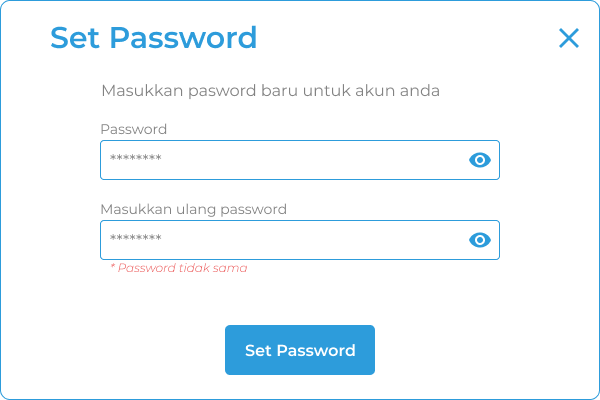 Set Password
Masukkan pasword baru untuk akun anda
Password
********
Masukkan ulang password
********
* Password tidak sama
Set Password